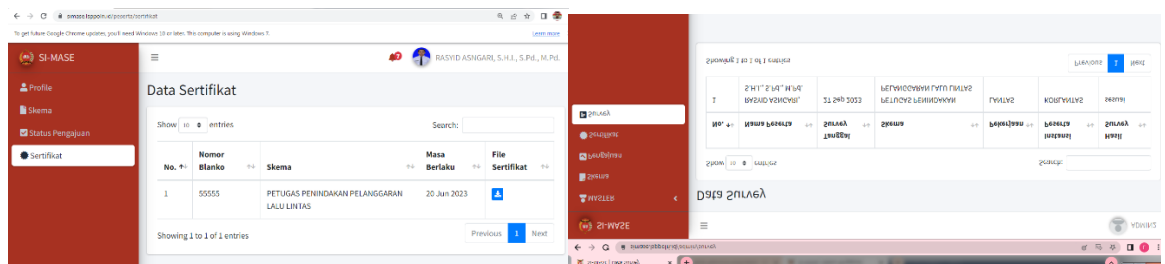 simase.lsppolri.id/peserta/sertifikat
To get future Google Chrome updates, you'll need Windows 10 or later. This computer is using Windows 7.
Learn more
SI-MASE
RASYID ASNGARI, S.H.I., S.Pd., M.Pd.
Profile
Skema
Status Pengajuan
Sertifikat
Data Sertifikat
Show 10 entries
Search:
No. Nomor Blanko Skema Masa Berlaku File Sertifikat
1 55555 PETUGAS PENINDAKAN PELANGGARAN LALU LINTAS 20 Jun 2023
Showing 1 to 1 of 1 entries
Previous 1 Next
SI-MASE
ADMIN2
MASTER
Skema
Pengajuan
Sertifikat
Survey
Data Survey
Show 10 entries
Search:
No. Nama Peserta Tanggal Survey Skema Pekerjaan Instansi Peserta Hasil Survey
1 RASYID ASNGARI, S.H.I., S.Pd., M.Pd. 27 Sep 2023 PETUGAS PENINDAKAN PELANGGARAN LALU LINTAS LANTAS KORLANTAS sesuai
Showing 1 to 1 of 1 entries
Previous 1 Next